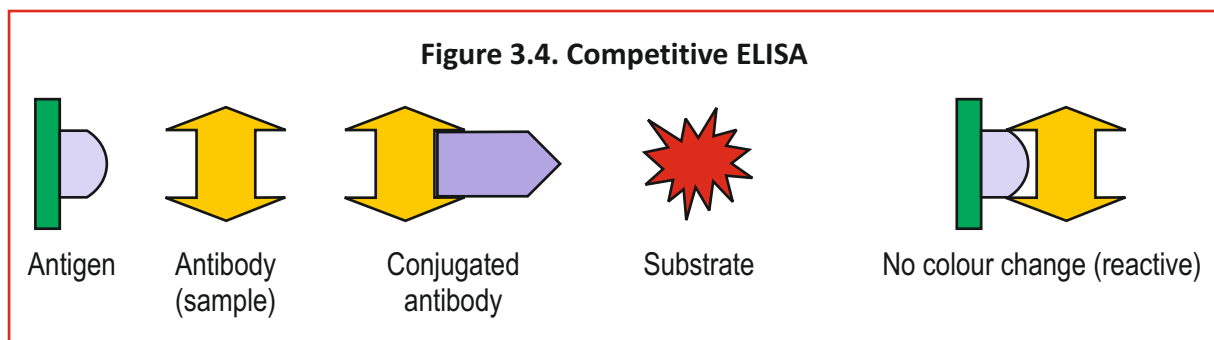 Figure 3.4. Competitive ELISA
Antigen
Antibody
(sample)
Conjugated
antibody
Substrate
No colour change (reactive)